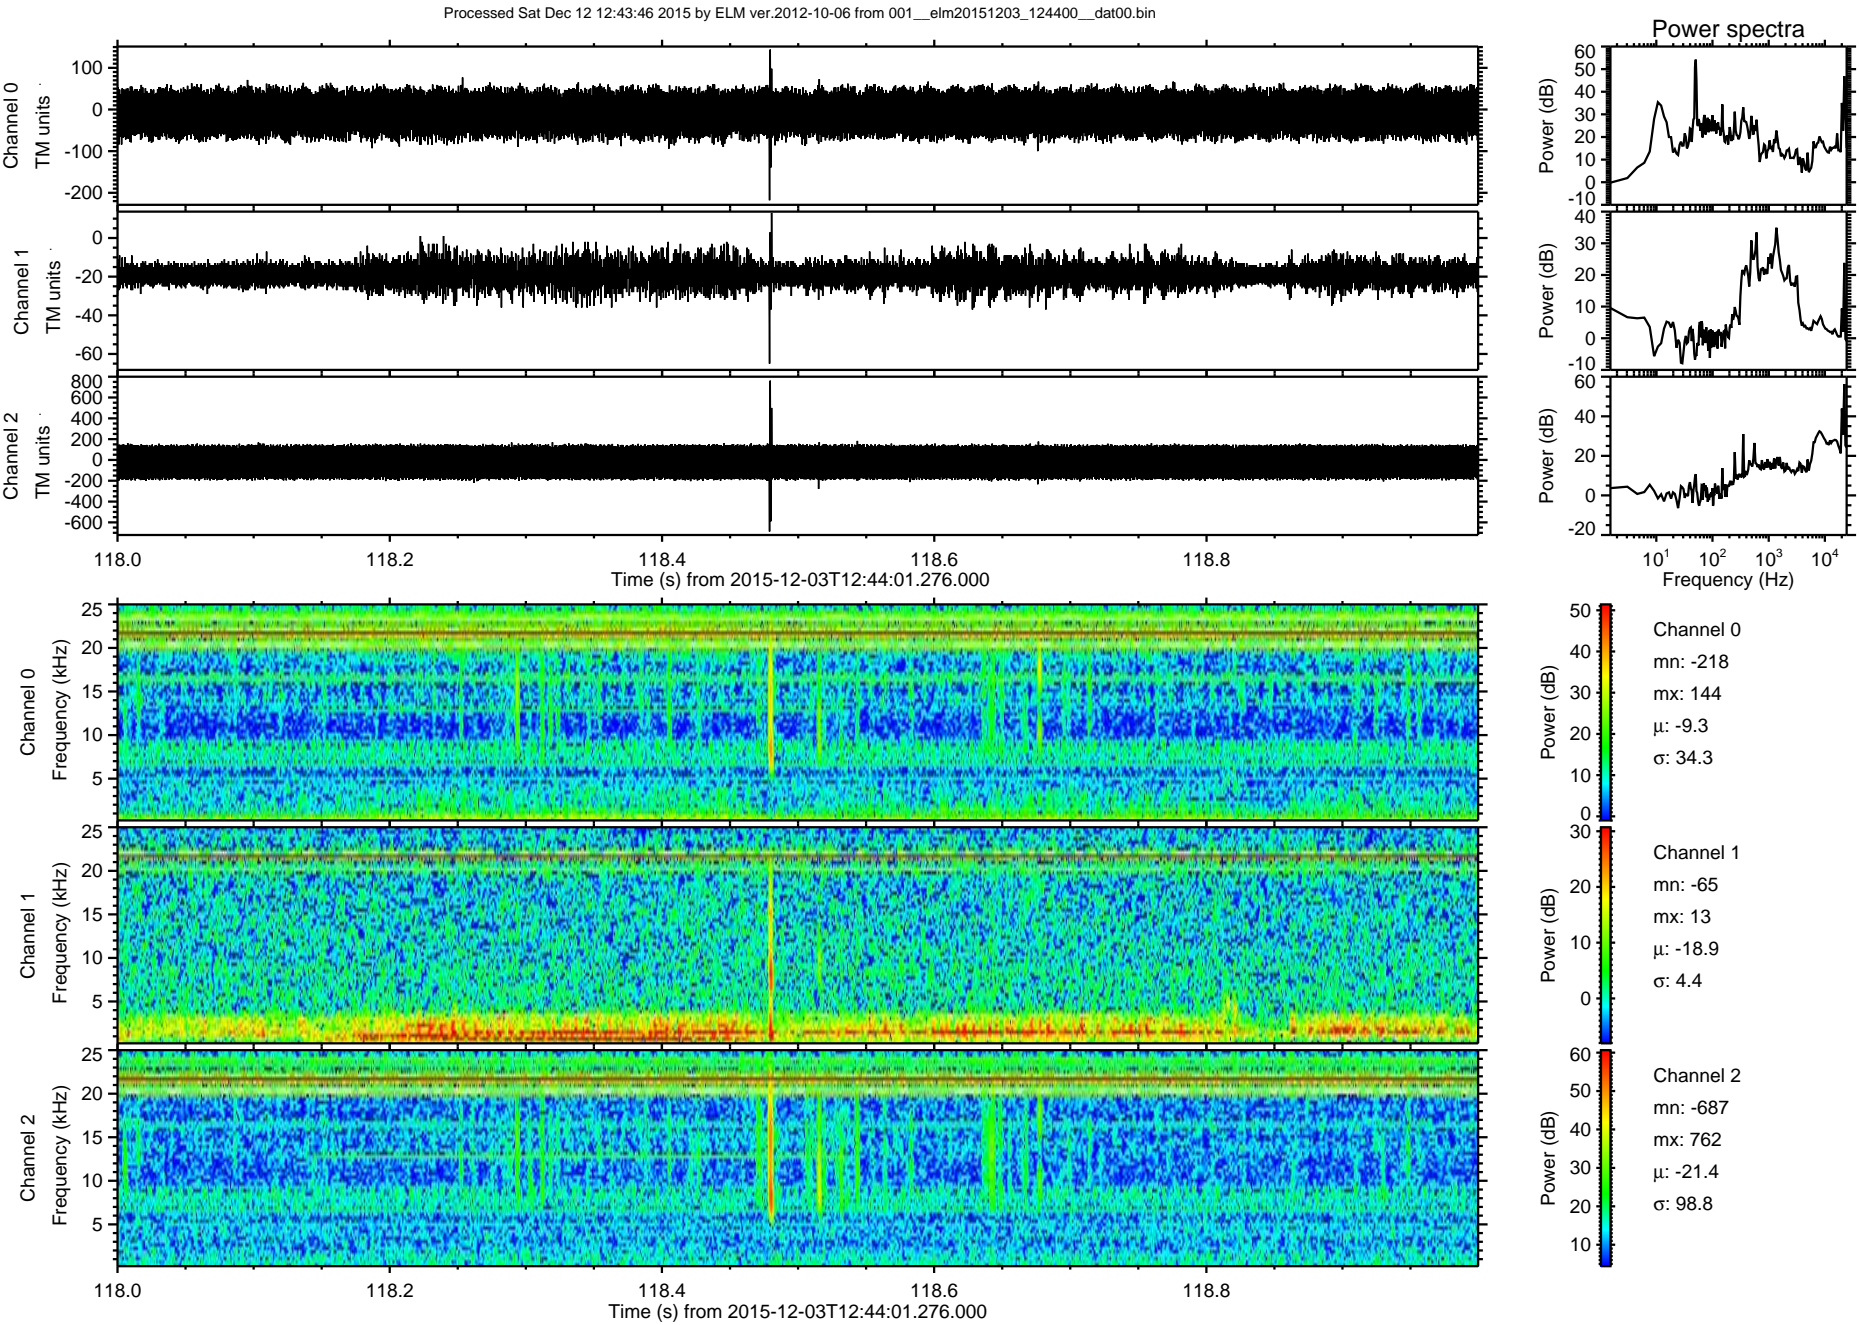 Processed Sat Dec 12 12:43:46 2015 by ELM ver.2012-10-06 from 001__elm20151203_124400__dat00.bin
Power spectra
Channel 0
TM units
100
0
-100
-200
Power (dB)
60
50
40
30
20
10
0
-10
Channel 1
TM units
0
-20
-40
-60
Power (dB)
40
30
20
10
0
-10
Channel 2
TM units
800
600
400
200
0
-200
-400
-600
Power (dB)
60
40
20
0
-20
118.0 118.2 118.4 118.6 118.8
Time (s) from 2015-12-03T12:44:01.276.000
10^1 10^2 10^3 10^4
Frequency (Hz)
Channel 0
Frequency (kHz)
25
20
15
10
5
Power (dB)
50
40
30
20
10
0
Channel 0
mn: -218
mx: 144
μ: -9.3
σ: 34.3
Channel 1
Frequency (kHz)
25
20
15
10
5
Power (dB)
30
20
10
0
Channel 1
mn: -65
mx: 13
μ: -18.9
σ: 4.4
Channel 2
Frequency (kHz)
25
20
15
10
5
Power (dB)
60
50
40
30
20
10
Channel 2
mn: -687
mx: 762
μ: -21.4
σ: 98.8
118.0 118.2 118.4 118.6 118.8
Time (s) from 2015-12-03T12:44:01.276.000